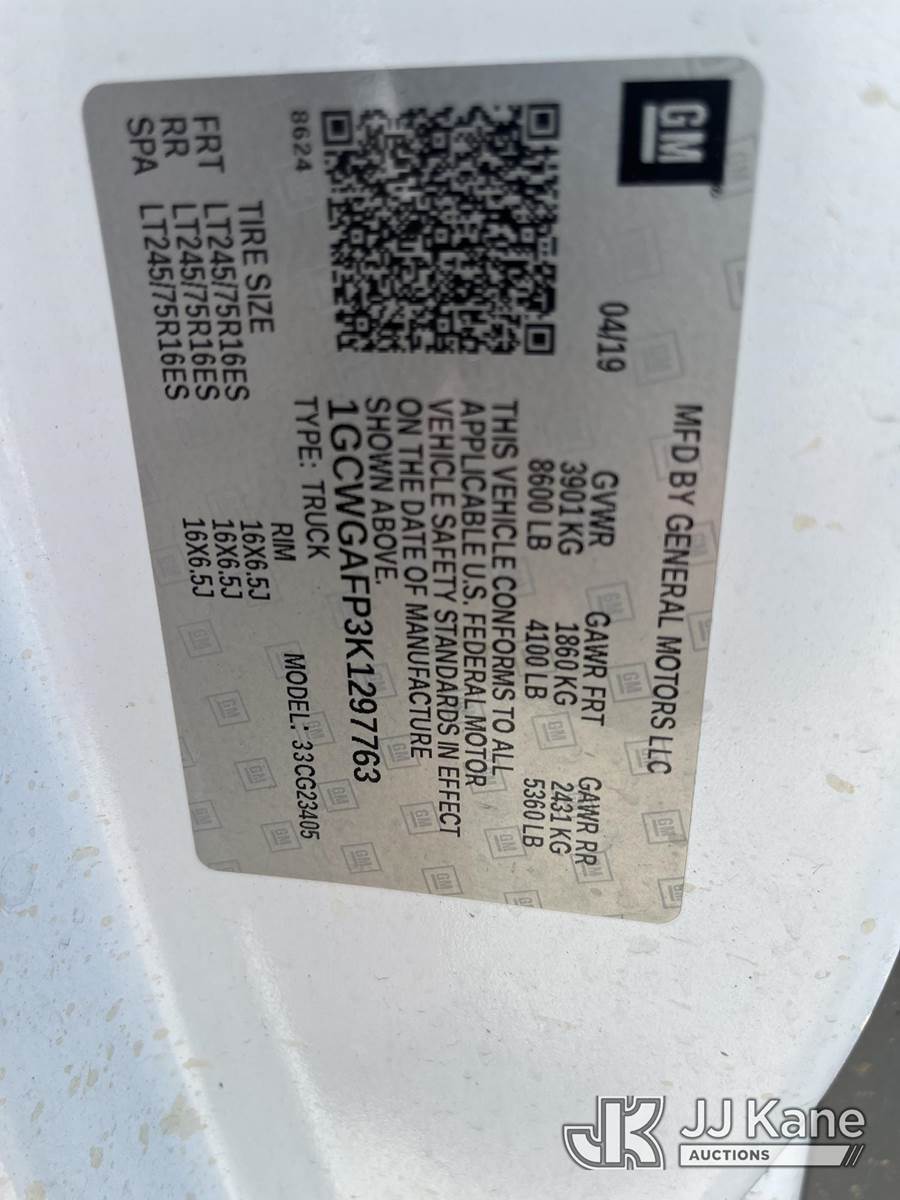 GM
MFD BY GENERAL MOTORS LLC
04/19
GVWR GAWR FRT GAWR RR
3901 KG 1860 KG 2431 KG
8600 LB 4100 LB 5360 LB
THIS VEHICLE CONFORMS TO ALL
APPLICABLE U.S. FEDERAL MOTOR
VEHICLE SAFETY STANDARDS IN EFFECT
ON THE DATE OF MANUFACTURE
SHOWN ABOVE.
1GCWGAFP3K1297763
TYPE: TRUCK MODEL: 33CG23405
8624
TIRE SIZE RIM
FRT LT245/75R16ES 16X6.5J
RR LT245/75R16ES 16X6.5J
SPA LT245/75R16ES 16X6.5J
JK JJ Kane
AUCTIONS